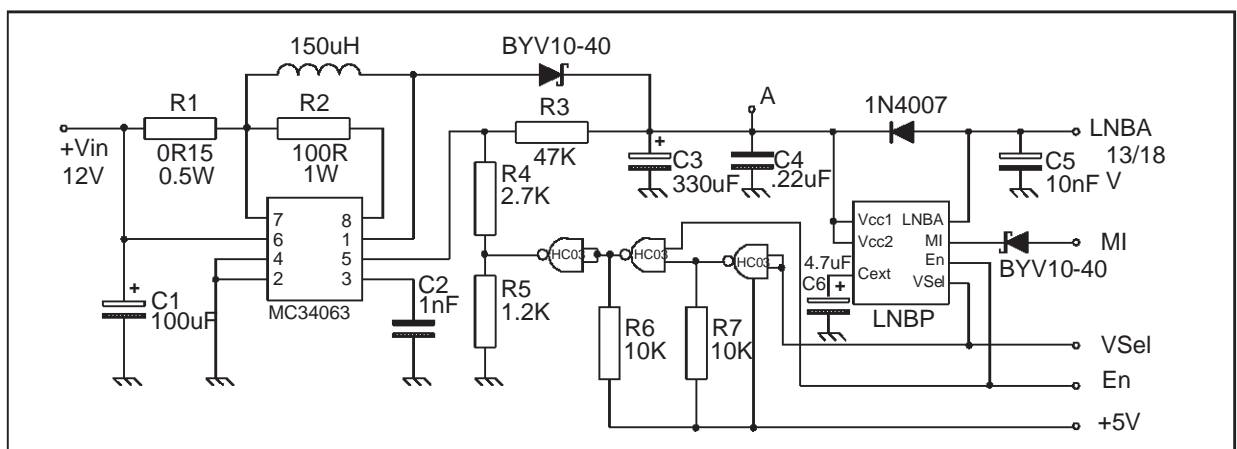 150uH
BYV10-40
A
1N4007
R1
R2
R3
+Vin
12V
0R15
0.5W
100R
1W
47K
C3
330uF
+
C4
.22uF
C5
10nF
LNBA
13/18
V
R4
2.7K
7
8
6
1
4
5
2
3
MC34063
+
C1
100uF
C2
1nF
R5
1.2K
HC03
HC03
HC03
R6
10K
R7
10K
Vcc1
LNBA
Vcc2
MI
En
Cext
VSel
LNBP
4.7uF
C6
+
BYV10-40
MI
VSel
En
+5V